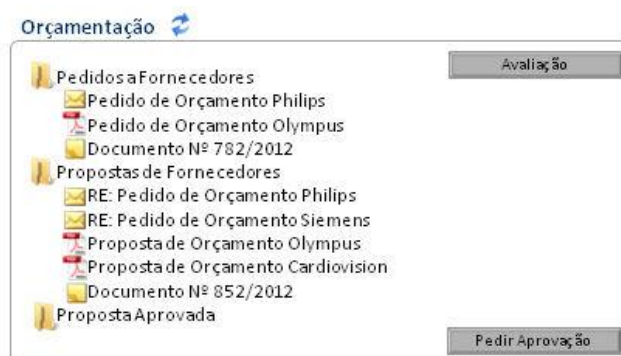 Orçamentação
Avaliação
Pedidos a Fornecedores
Pedido de Orçamento Philips
Pedido de Orçamento Olympus
Documento Nº 782/2012
Propostas de Fornecedores
RE: Pedido de Orçamento Philips
RE: Pedido de Orçamento Siemens
Proposta de Orçamento Olympus
Proposta de Orçamento Cardiovision
Documento Nº 852/2012
Proposta Aprovada
Pedir Aprovação